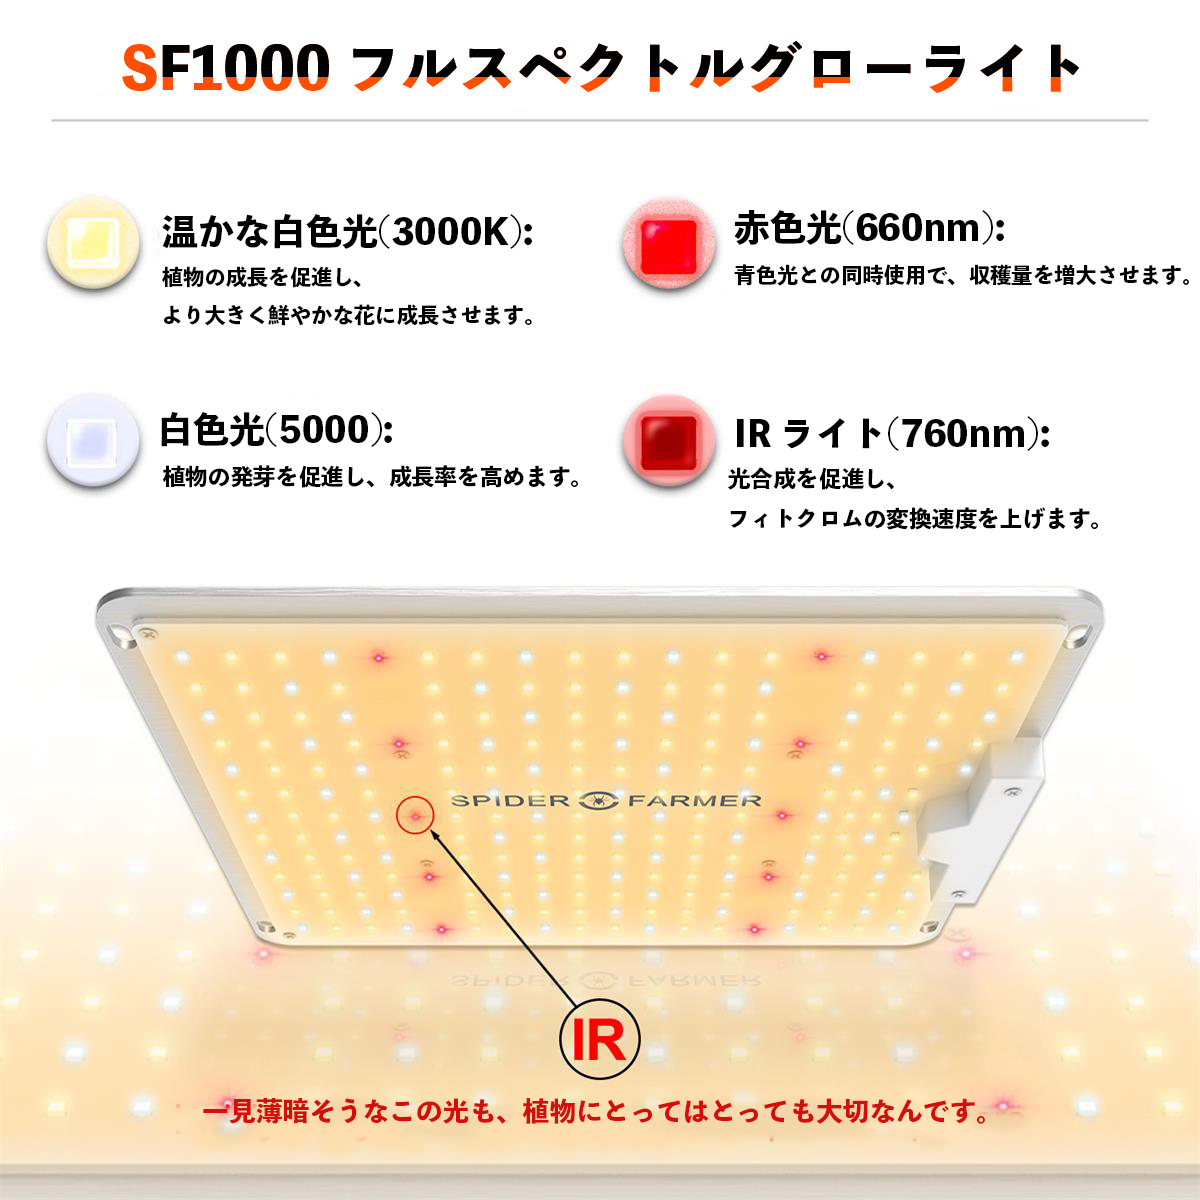 SF1000 フルスペクトルグローライト
温かな白色光(3000K):
植物の成長を促進し、
より大きく鮮やかな花に成長させます。
赤色光(660nm):
青色光との同時使用で、収穫量を増大させます。
白色光(5000):
植物の発芽を促進し、成長率を高めます。
IR ライト(760nm):
光合成を促進し、
フィトクロムの変換速度を上げます。
SPIDER FARMER
SPIDER FARMER
IR
一見薄暗そうなこの光も、植物にとってはとっても大切なんです。